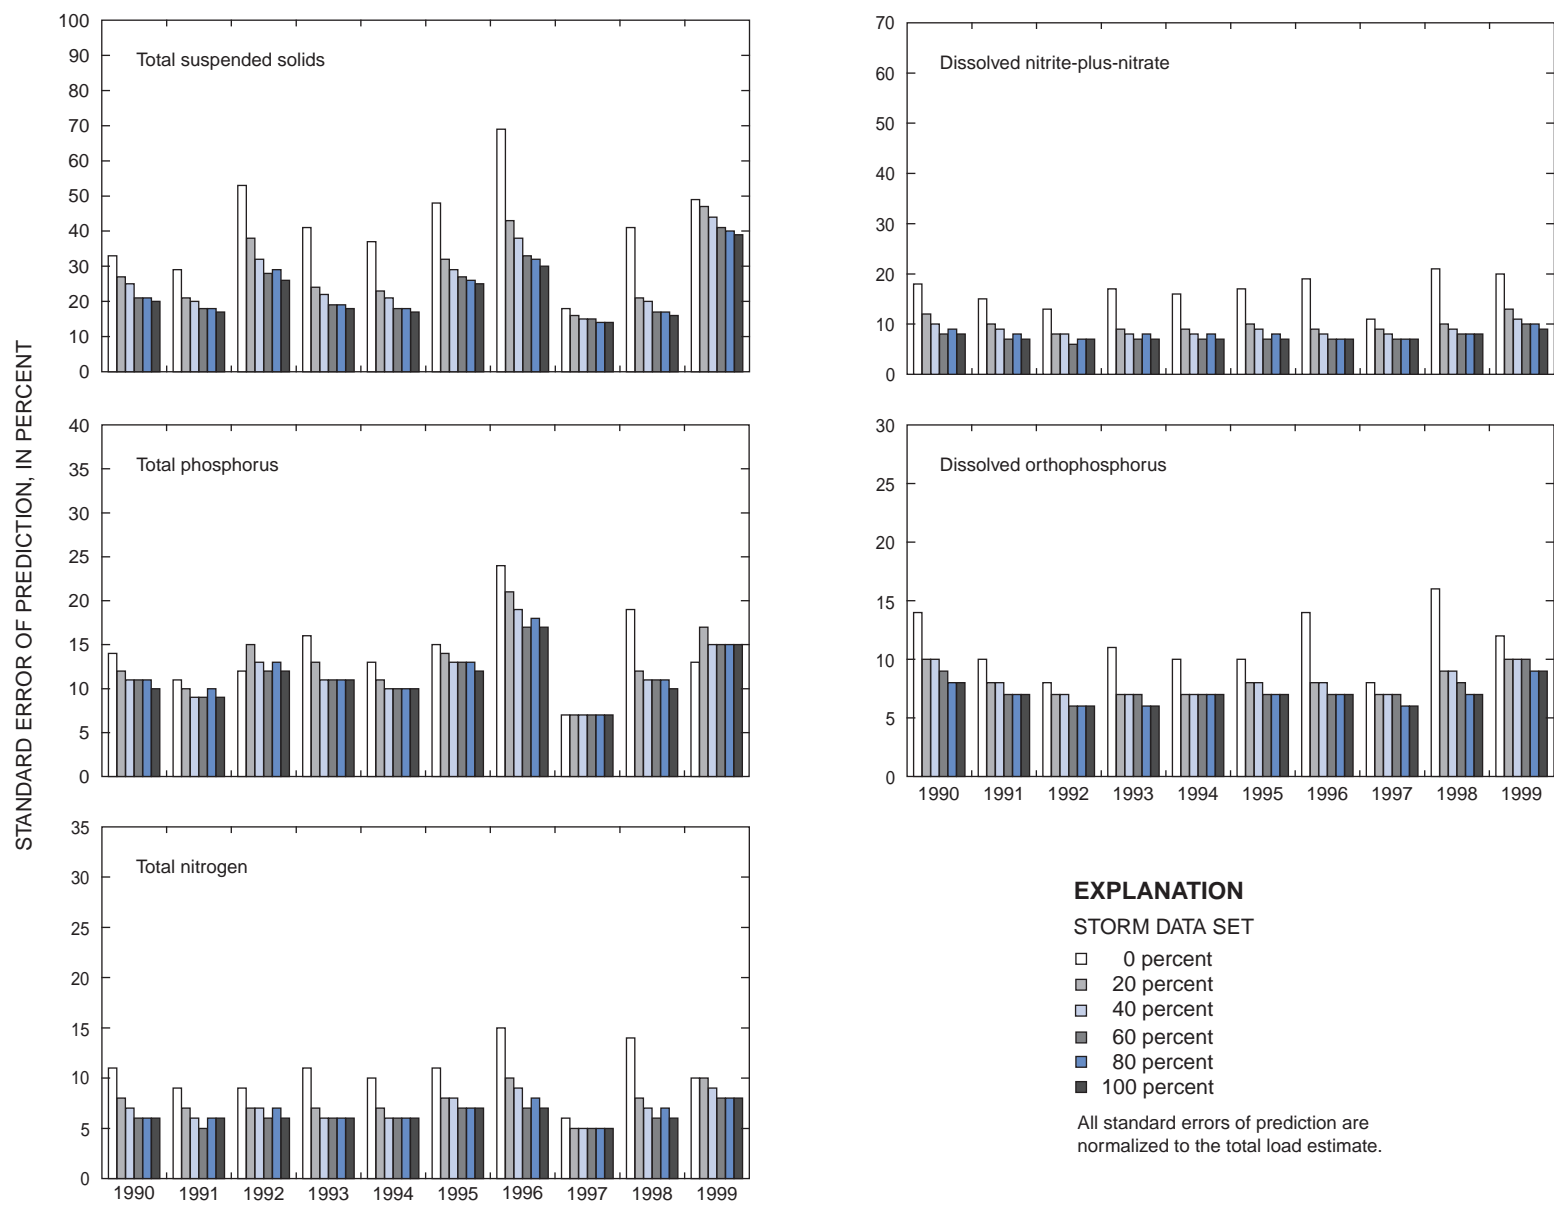 STANDARD ERROR OF PREDICTION, IN PERCENT
Total suspended solids
100
90
80
70
60
50
40
30
20
10
0
Dissolved nitrite-plus-nitrate
70
60
50
40
30
20
10
0
Total phosphorus
40
35
30
25
20
15
10
5
0
Dissolved orthophosphorus
30
25
20
15
10
5
0
1990 1991 1992 1993 1994 1995 1996 1997 1998 1999
Total nitrogen
35
30
25
20
15
10
5
0
1990 1991 1992 1993 1994 1995 1996 1997 1998 1999
EXPLANATION
STORM DATA SET
0 percent
20 percent
40 percent
60 percent
80 percent
100 percent
All standard errors of prediction are
normalized to the total load estimate.